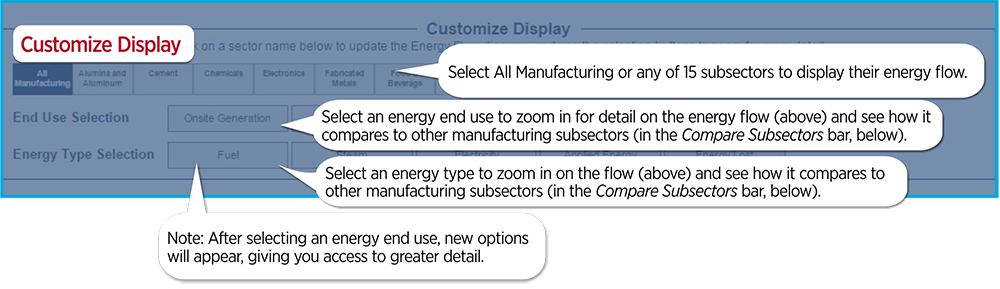 Customize Display
Customize Display
on a sector name below to update the Energy
All Manufacturing
Alumina and Aluminum
Cement
Chemicals
Electronics
Fabricated Metals
Beverage
Select All Manufacturing or any of 15 subsectors to display their energy flow.
End Use Selection
Onsite Generation
Select an energy end use to zoom in for detail on the energy flow (above) and see how it
compares to other manufacturing subsectors (in the Compare Subsectors bar, below).
Energy Type Selection
Fuel
Steam
Electricity
Applied Energy
Energy Lost
Select an energy type to zoom in on the flow (above) and see how it compares to
other manufacturing subsectors (in the Compare Subsectors bar, below).
Note: After selecting an energy end use, new options
will appear, giving you access to greater detail.